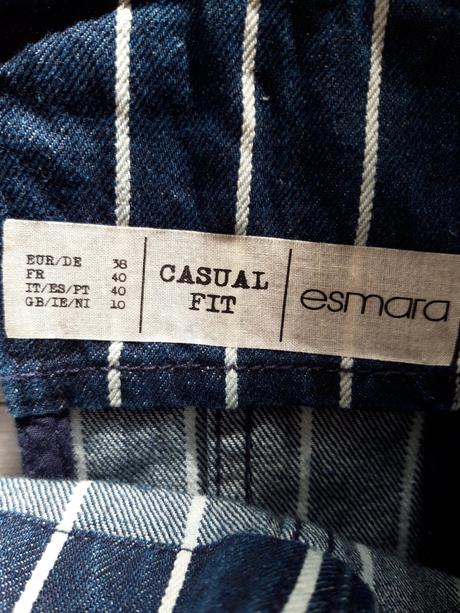 EUR/DE 38
FR 40
IT/ES/PT 40
GB/IE/NI 10
CASUAL
FIT
esmara